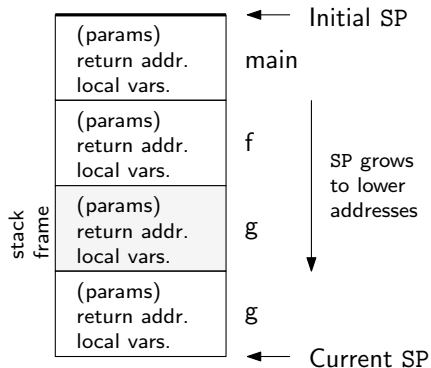 Initial SP
(params)
return addr.
local vars.
main
(params)
return addr.
local vars.
f
SP grows
to lower
addresses
stack
frame
(params)
return addr.
local vars.
g
(params)
return addr.
local vars.
g
Current SP